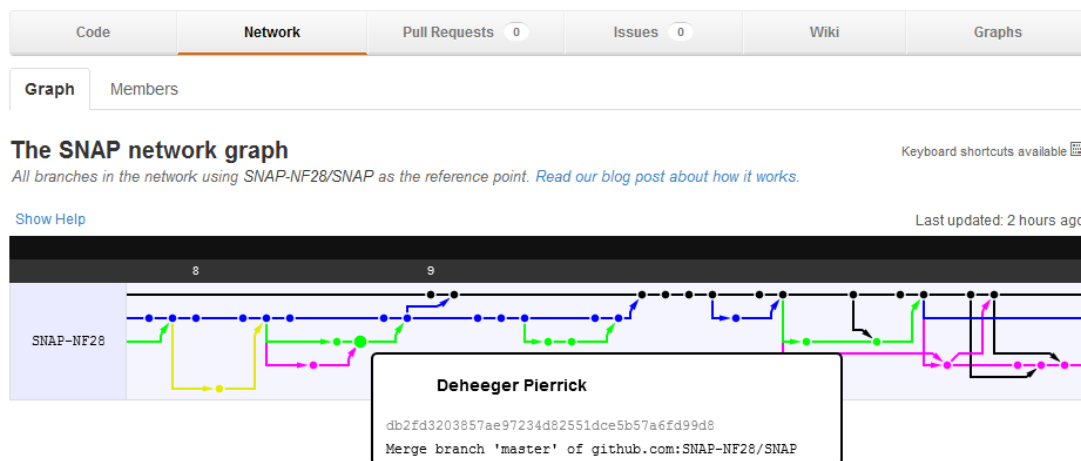 Code Network Pull Requests 0 Issues 0 Wiki Graphs
Graph Members
The SNAP network graph
Keyboard shortcuts available
All branches in the network using SNAP-NF28/SNAP as the reference point. Read our blog post about how it works.
Show Help
Last updated: 2 hours ago
8 9
SNAP-NF28
Deheeger Pierrick
db2fd3203857ae97234d82551dce5b57a6fd99d8
Merge branch 'master' of github.com:SNAP-NF28/SNAP